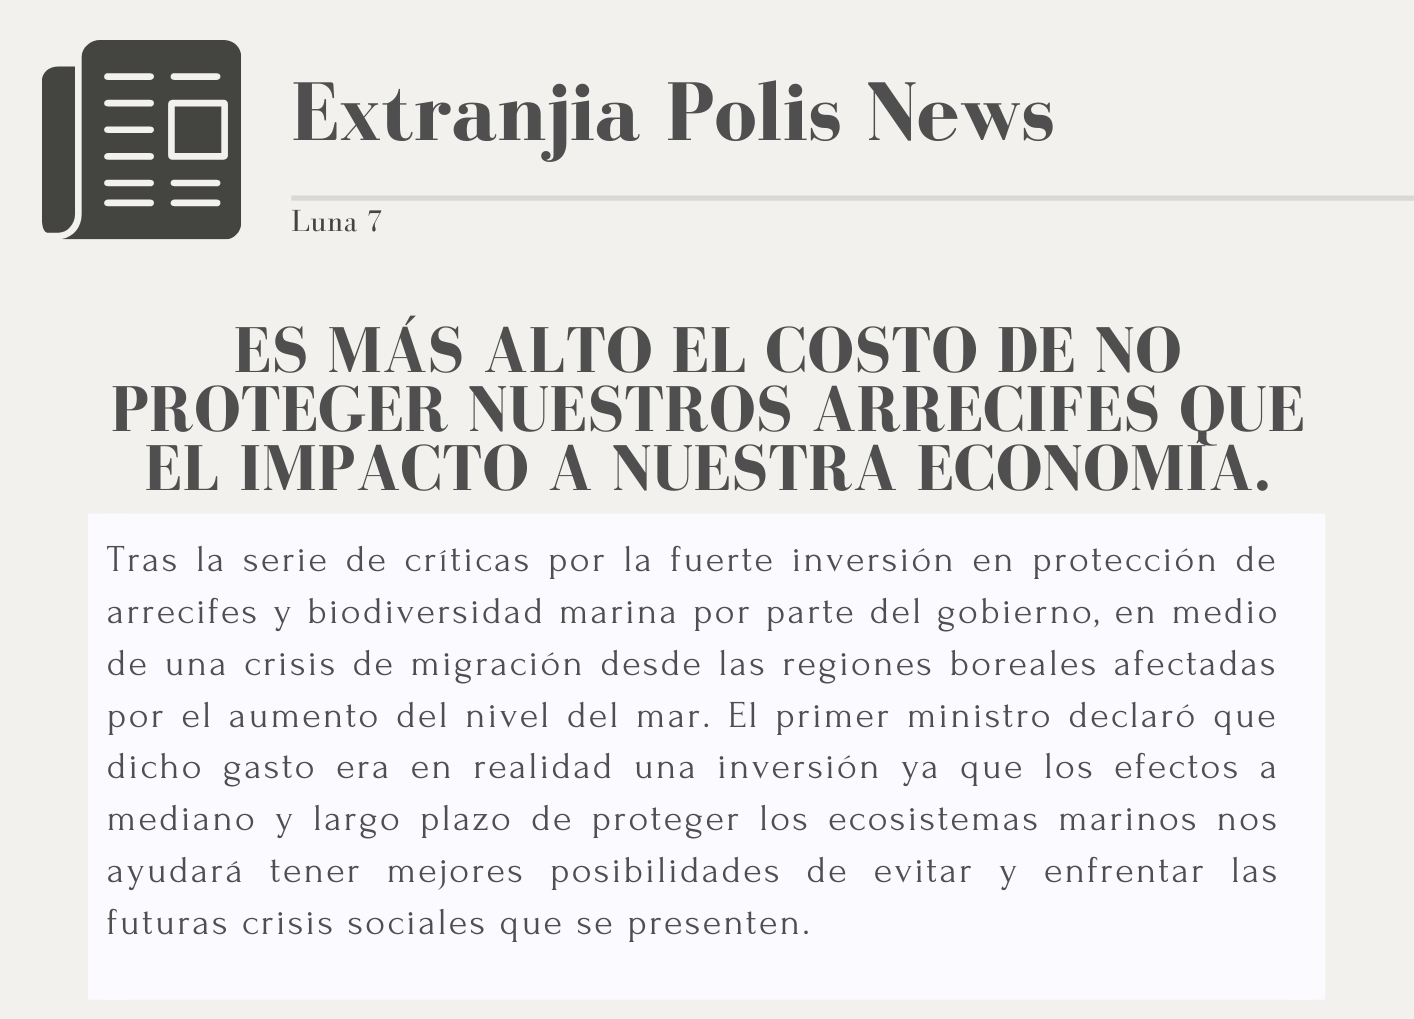 Extranjia Polis News
Luna 7
ES MÁS ALTO EL COSTO DE NO
PROTEGER NUESTROS ARRECIFES QUE
EL IMPACTO A NUESTRA ECONOMÍA.
Tras la serie de críticas por la fuerte inversión en protección de
arrecifes y biodiversidad marina por parte del gobierno, en medio
de una crisis de migración desde las regiones boreales afectadas
por el aumento del nivel del mar. El primer ministro declaró que
dicho gasto era en realidad una inversión ya que los efectos a
mediano y largo plazo de proteger los ecosistemas marinos nos
ayudará tener mejores posibilidades de evitar y enfrentar las
futuras crisis sociales que se presenten.